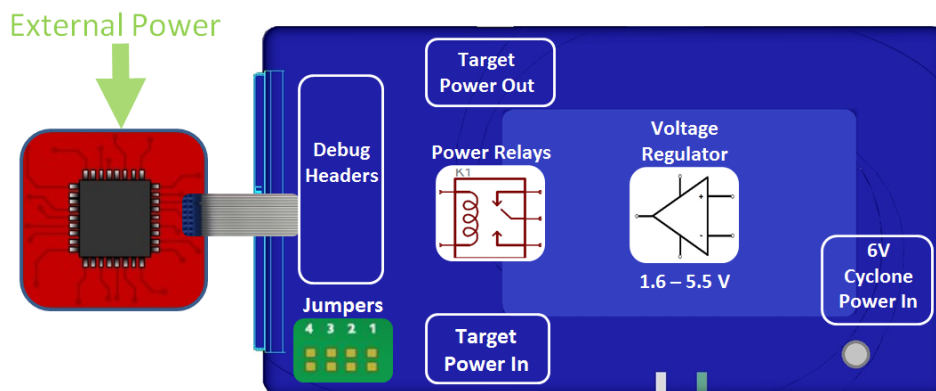 External Power
Target
Power Out
Debug
Headers
Power Relays
K1
Voltage
Regulator
+
-
1.6 – 5.5 V
6V
Cyclone
Power In
Jumpers
4 3 2 1
Target
Power In